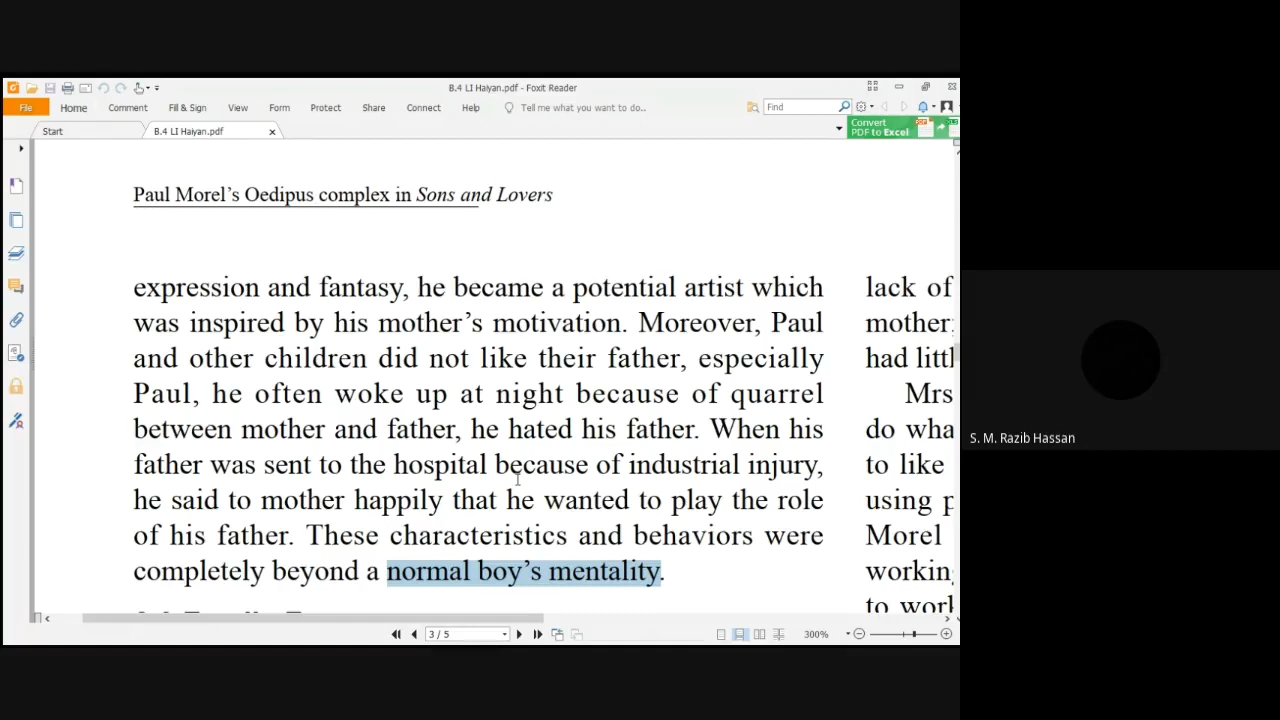 B.4 LI Haiyan.pdf - Foxit Reader
File Home Comment Fill & Sign View Form Protect Share Connect Help Tell me what you want to do.. Find
Start B.4 LI Haiyan.pdf
Convert
PDF to Excel
Paul Morel’s Oedipus complex in Sons and Lovers
expression and fantasy, he became a potential artist which
was inspired by his mother’s motivation. Moreover, Paul
and other children did not like their father, especially
Paul, he often woke up at night because of quarrel
between mother and father, he hated his father. When his
father was sent to the hospital because of industrial injury,
he said to mother happily that he wanted to play the role
of his father. These characteristics and behaviors were
completely beyond a normal boy’s mentality.
lack of
mother
had littl
Mrs
do wha
to like
using p
Morel
working
to work
3 / 5
300%
S. M. Razib Hassan